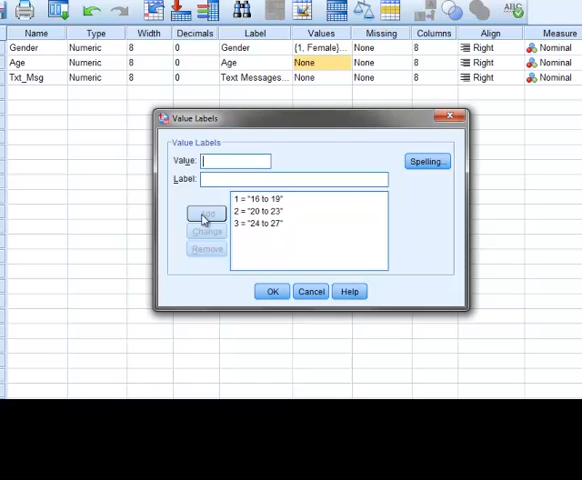 ABC
Name Type Width Decimals Label Values Missing Columns Align Measure
Gender Numeric 8 0 Gender {1, Female}... None 8 Right Nominal
Age Numeric 8 0 Age None None 8 Right Nominal
Txt_Msg Numeric 8 0 Text Messages... None None 8 Right Nominal
Value Labels
Value Labels
Value:
Spelling...
Label:
1 = "16 to 19"
Add
2 = "20 to 23"
3 = "24 to 27"
Change
Remove
OK Cancel Help